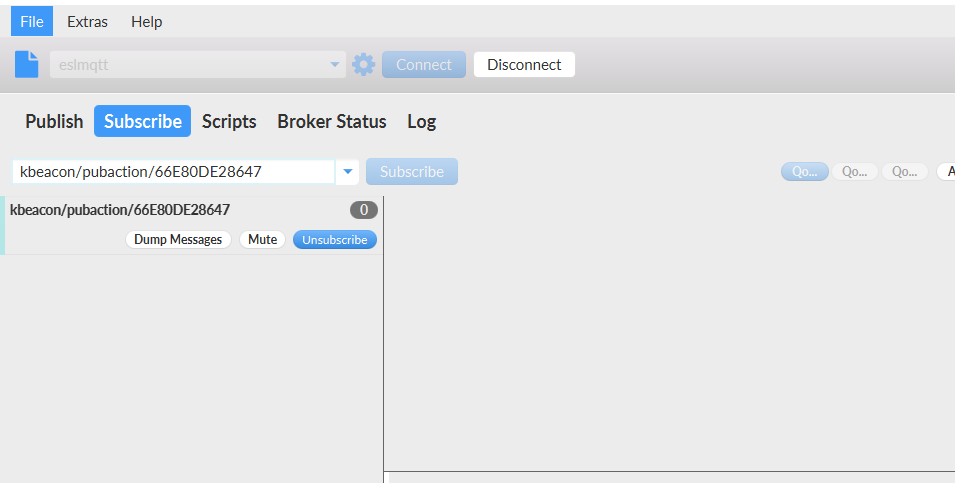 File Extras Help
eslmqtt Connect Disconnect
Publish Subscribe Scripts Broker Status Log
kbeacon/pubaction/66E80DE28647 Subscribe Qo... Qo... Qo... A
kbeacon/pubaction/66E80DE28647 0
Dump Messages Mute Unsubscribe